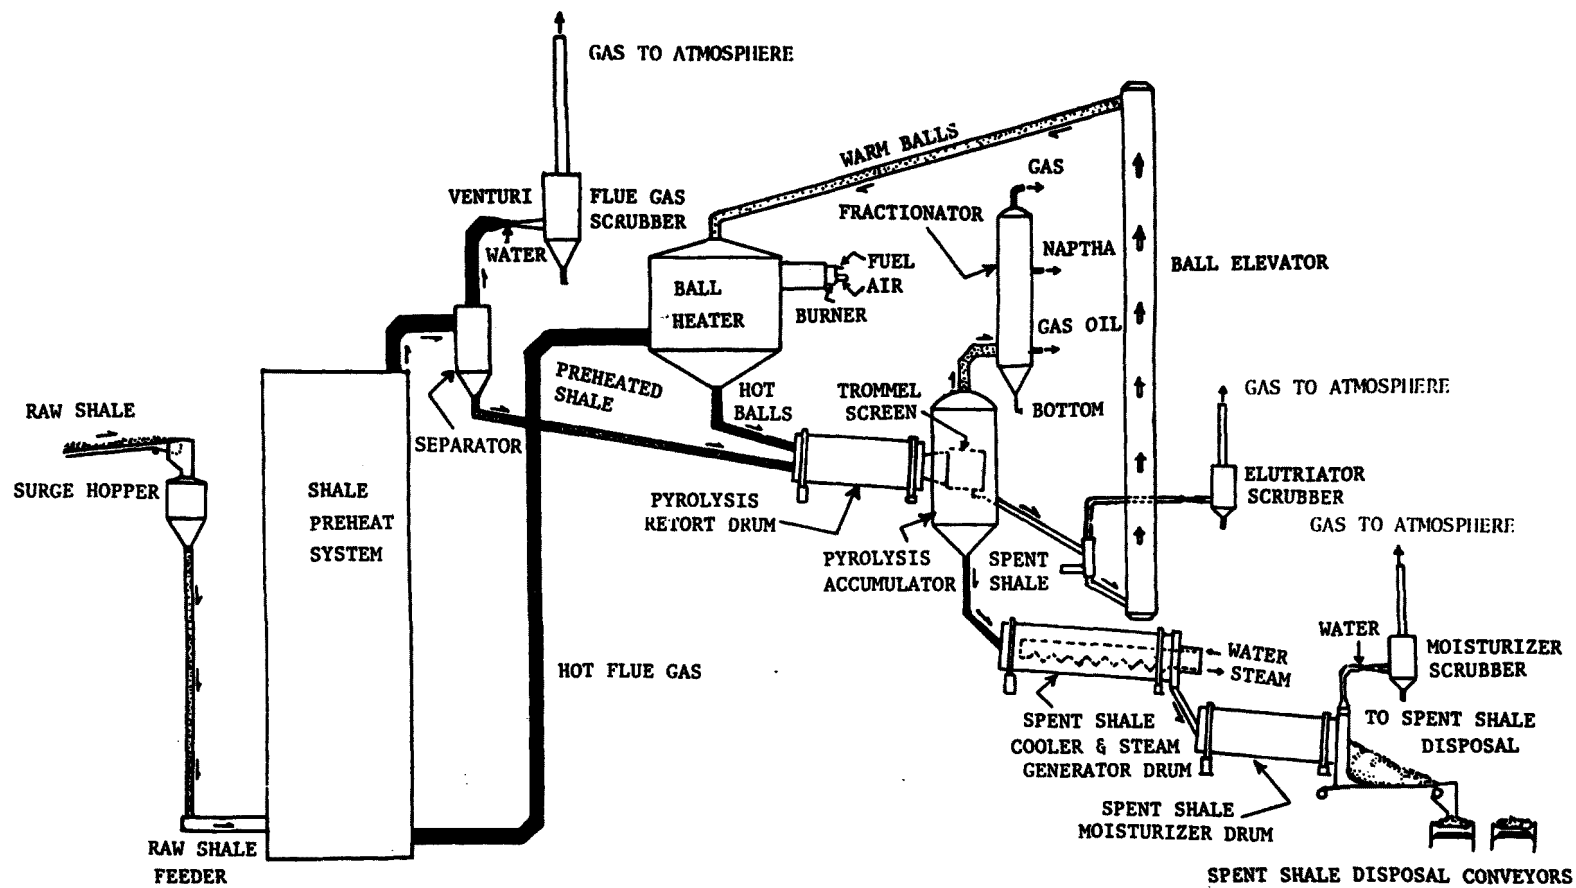 GAS TO ATMOSPHERE
VENTURI
FLUE GAS
SCRUBBER
WATER
WARM BALLS
GAS
FRACTIONATOR
NAPTHA
GAS OIL
BOTTOM
BALL ELEVATOR
BALL
HEATER
FUEL
AIR
BURNER
RAW SHALE
SURGE HOPPER
SEPARATOR
PREHEATED
SHALE
HOT
BALLS
TROMMEL
SCREEN
GAS TO ATMOSPHERE
ELUTRIATOR
SCRUBBER
SHALE
PREHEAT
SYSTEM
PYROLYSIS
RETORT DRUM
PYROLYSIS
ACCUMULATOR
SPENT
SHALE
GAS TO ATMOSPHERE
WATER
MOISTURIZER
SCRUBBER
HOT FLUE GAS
WATER
STEAM
SPENT SHALE
COOLER & STEAM
GENERATOR DRUM
TO SPENT SHALE
DISPOSAL
SPENT SHALE
MOISTURIZER DRUM
RAW SHALE
FEEDER
SPENT SHALE DISPOSAL CONVEYORS